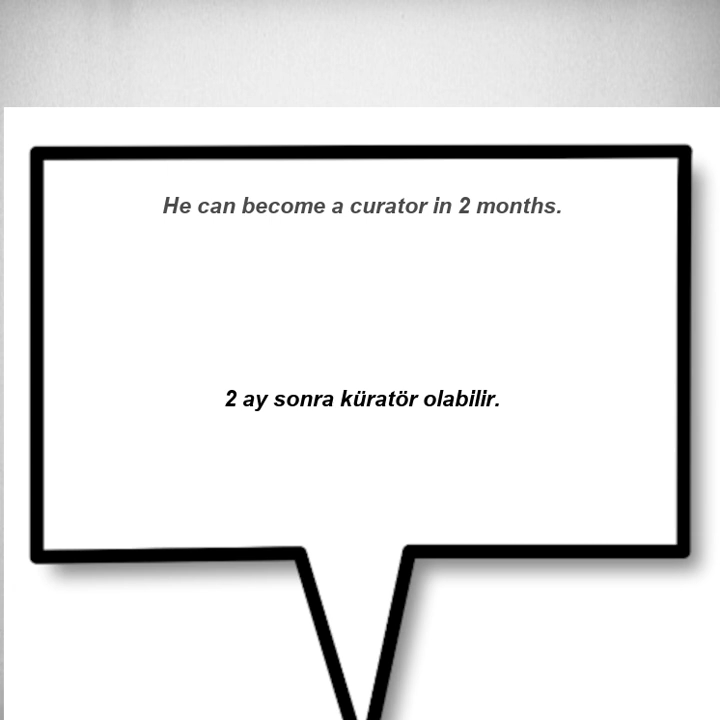 He can become a curator in 2 months.
2 ay sonra küratör olabilir.